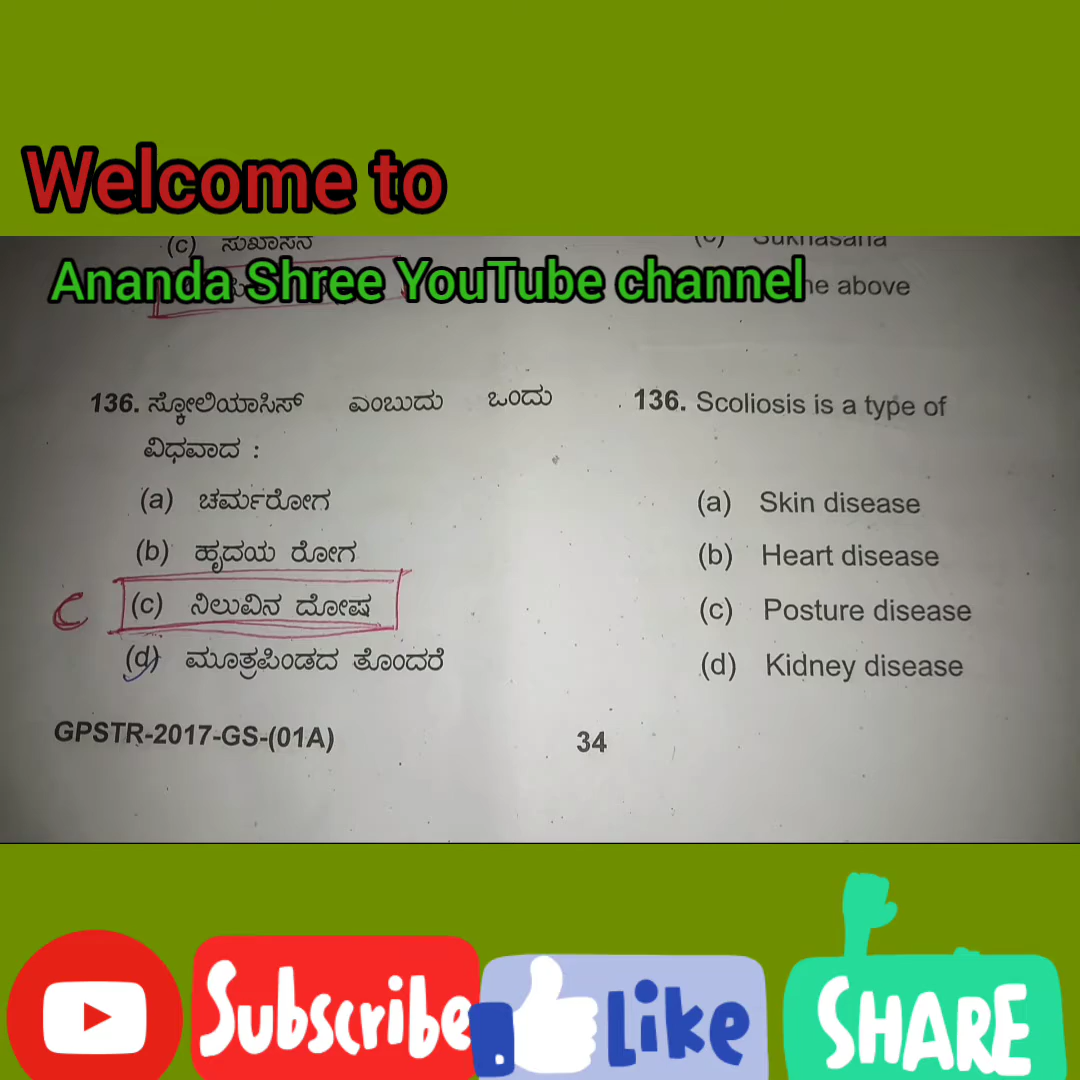 Welcome to
(c) ಸುಖಾಸನ
(c) Sukhasana
Ananda Shree YouTube channel
he above
136. ಸ್ಕೋಲಿಯಾಸಿಸ್ ಎಂಬುದು ಒಂದು
ವಿಧವಾದ :
(a) ಚರ್ಮರೋಗ
(b) ಹೃದಯ ರೋಗ
C (c) ನಿಲುವಿನ ದೋಷ
(d) ಮೂತ್ರಪಿಂಡದ ತೊಂದರೆ
136. Scoliosis is a type of
(a) Skin disease
(b) Heart disease
(c) Posture disease
(d) Kidney disease
GPSTR-2017-GS-(01A)
34
Subscribe
Like
SHARE